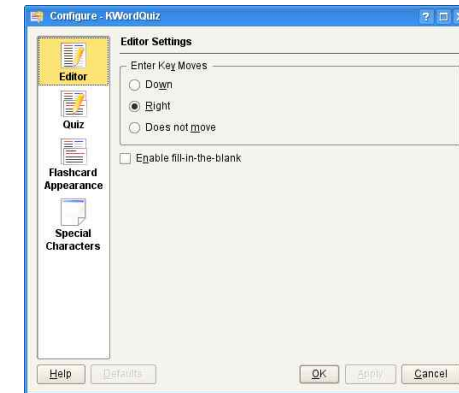 Configure - KWordQuiz
Editor
Quiz
Flashcard
Appearance
Special
Characters
Editor Settings
Enter Key Moves
Down
Right
Does not move
Enable fill-in-the-blank
Help
Defaults
OK
Apply
Cancel